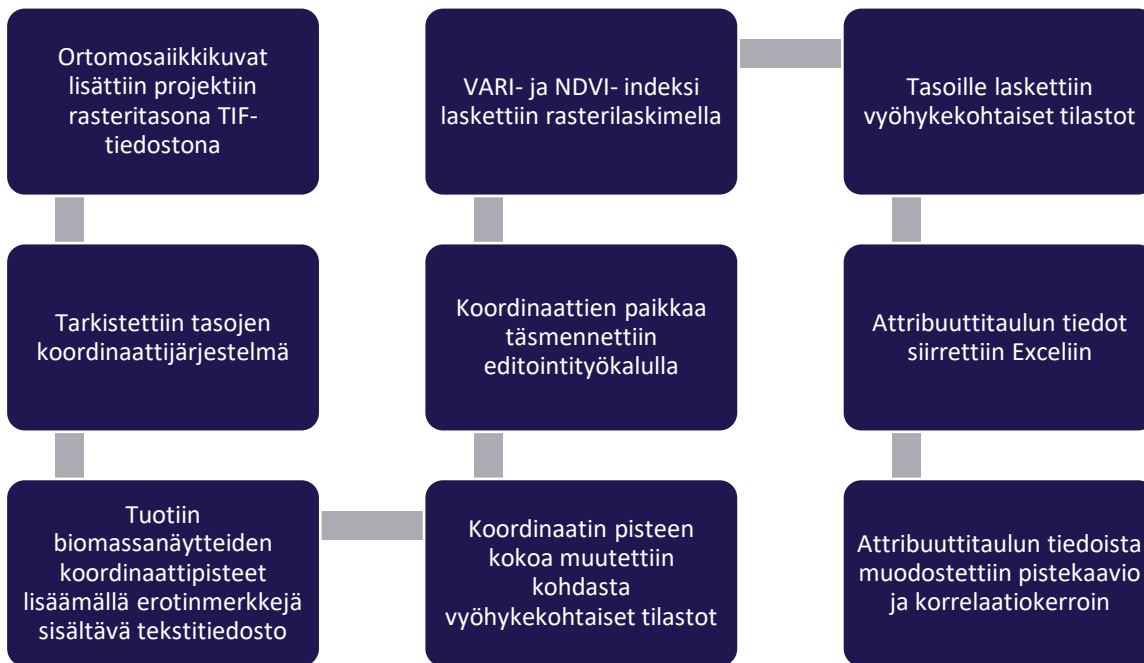 Ortomosaiikkikuvat
lisättiin projektiin
rasteritasona TIF-
tiedostona
Tarkistettiin tasojen
koordinaattijärjestelmä
Tuotiin
biomassanäytteiden
koordinaattipisteet
lisäämällä erotinmerkkejä
sisältävä tekstitiedosto
Koordinaatin pisteen
kokoa muutettiin
kohdasta
vyöhykekohtaiset tilastot
Koordinaattien paikkaa
täsmennettiin
editointityökalulla
VARI- ja NDVI- indeksi
laskettiin rasterilaskimella
Tasoille laskettiin
vyöhykekohtaiset tilastot
Attribuuttitaulun tiedot
siirrettiin Exceliin
Attribuuttitaulun tiedoista
muodostettiin pistekaavio
ja korrelaatiokerroin